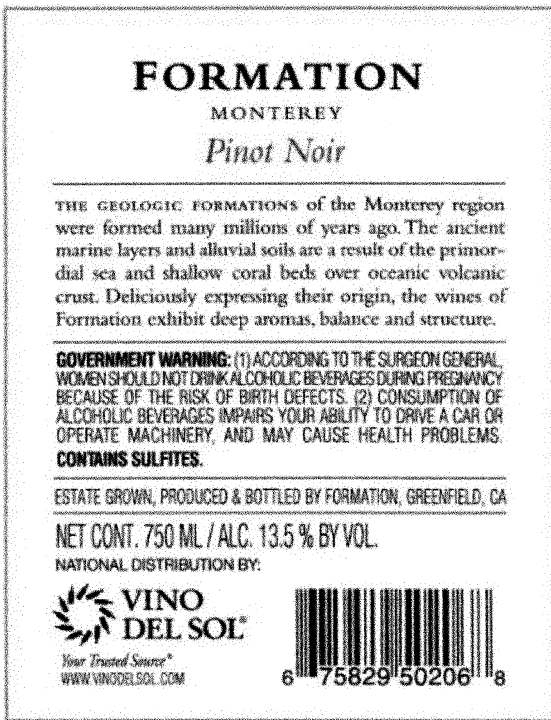 FORMATION
MONTEREY
Pinot Noir
THE GEOLOGIC FORMATIONS of the Monterey region
were formed many millions of years ago. The ancient
marine layers and alluvial soils are a result of the primor-
dial sea and shallow coral beds over oceanic volcanic
crust. Deliciously expressing their origin, the wines of
Formation exhibit deep aromas, balance and structure.
GOVERNMENT WARNING: (1) ACCORDING TO THE SURGEON GENERAL,
WOMEN SHOULD NOT DRINK ALCOHOLIC BEVERAGES DURING PREGNANCY
BECAUSE OF THE RISK OF BIRTH DEFECTS. (2) CONSUMPTION OF
ALCOHOLIC BEVERAGES IMPAIRS YOUR ABILITY TO DRIVE A CAR OR
OPERATE MACHINERY, AND MAY CAUSE HEALTH PROBLEMS.
CONTAINS SULFITES.
ESTATE GROWN, PRODUCED & BOTTLED BY FORMATION, GREENFIELD, CA
NET CONT. 750 ML / ALC. 13.5 % BY VOL.
NATIONAL DISTRIBUTION BY:
VINO
DEL SOL®
Your Trusted Source®
WWW.VINODELSOL.COM
6 75829 50206 8